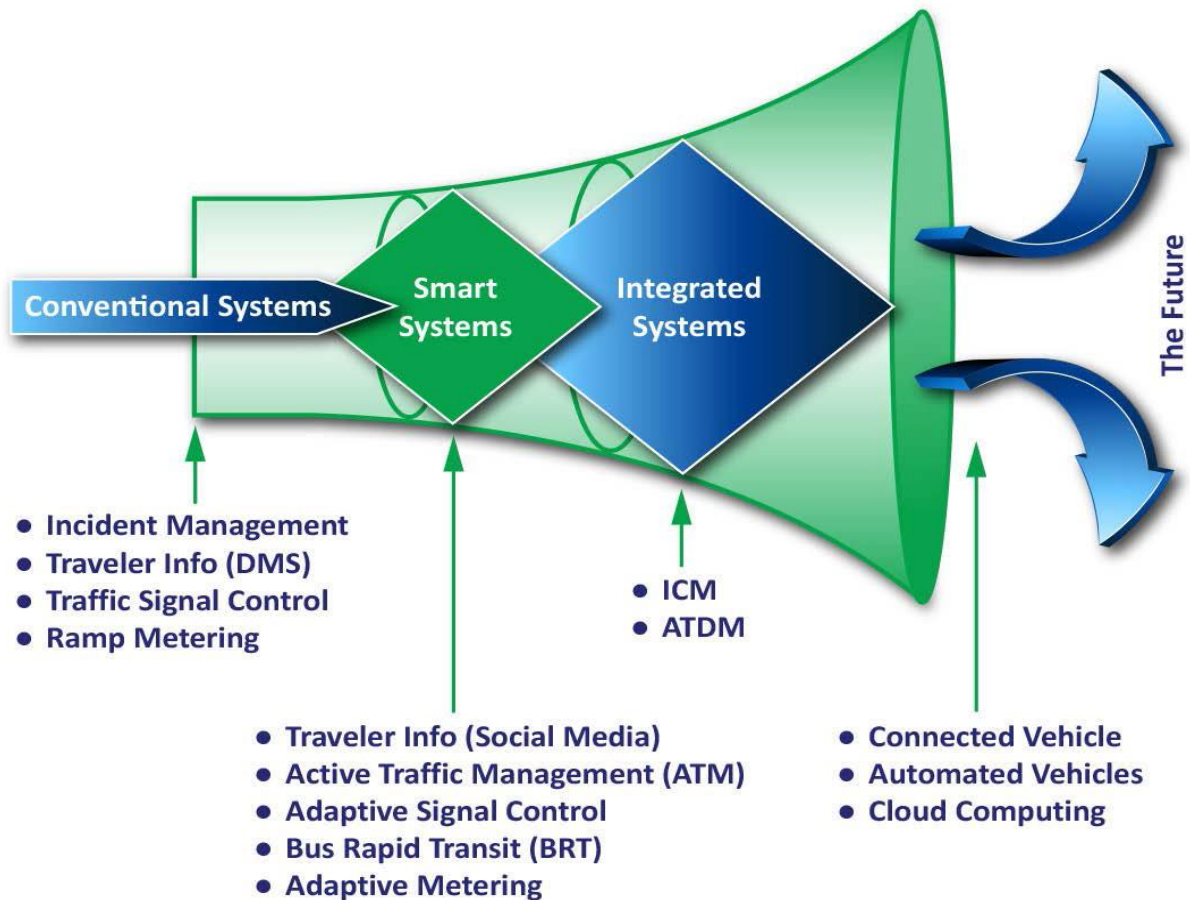 Conventional Systems
Smart
Systems
Integrated
Systems
The Future
● Incident Management
● Traveler Info (DMS)
● Traffic Signal Control
● Ramp Metering
● Traveler Info (Social Media)
● Active Traffic Management (ATM)
● Adaptive Signal Control
● Bus Rapid Transit (BRT)
● Adaptive Metering
● ICM
● ATDM
● Connected Vehicle
● Automated Vehicles
● Cloud Computing